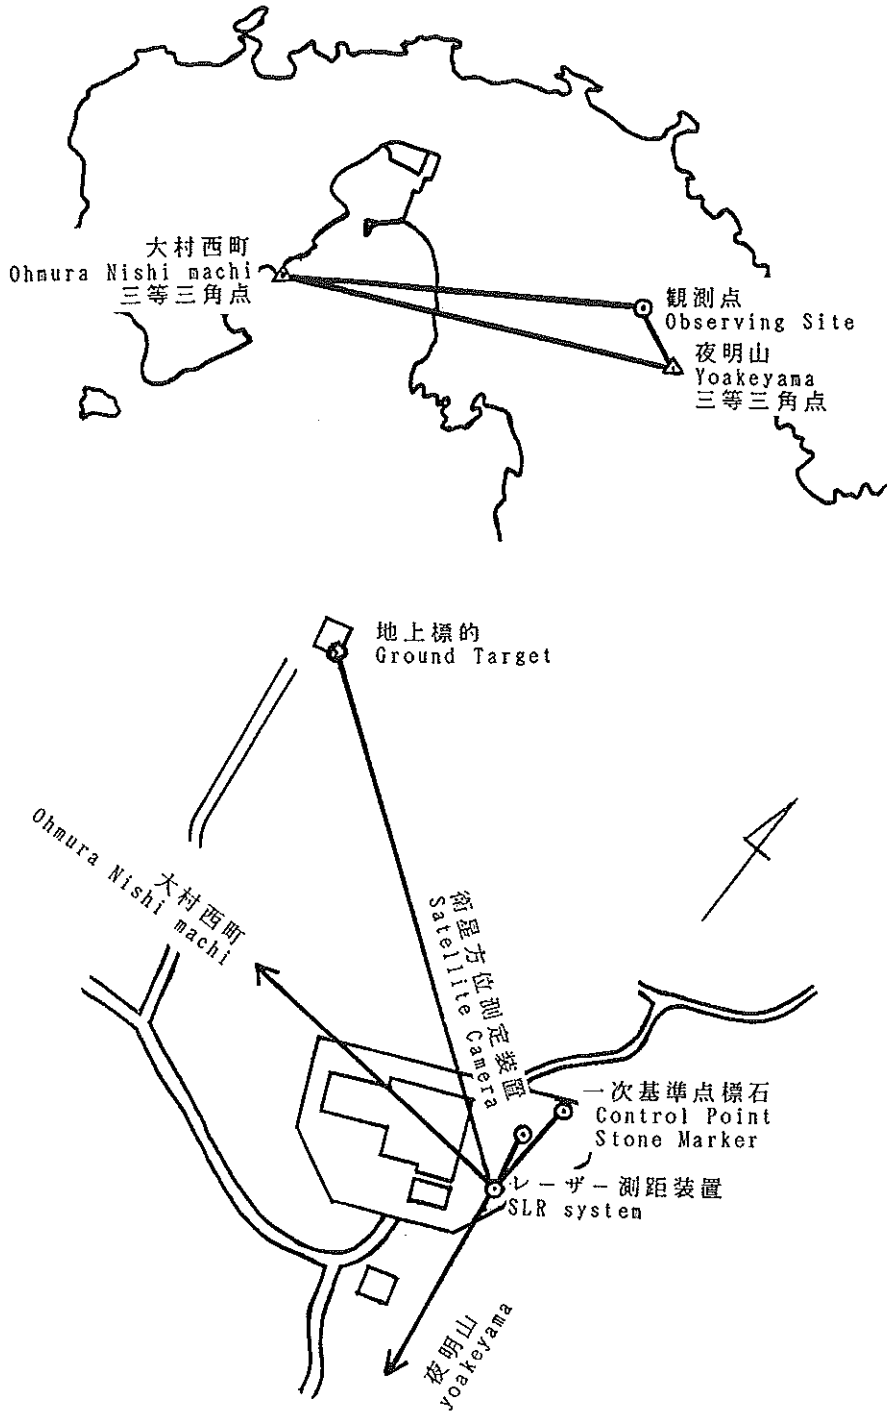 大村西町
Ohmura Nishi machi
三等三角点
観測点
Observing Site
夜明山
Yoakeyama
三等三角点
地上標的
Ground Target
大村西町
Ohmura Nishi machi
衛星方位測定装置
Satellite Camera
一次基準点標石
Control Point
Stone Marker
レーザー測距装置
SLR system
夜明山
yoakeyama